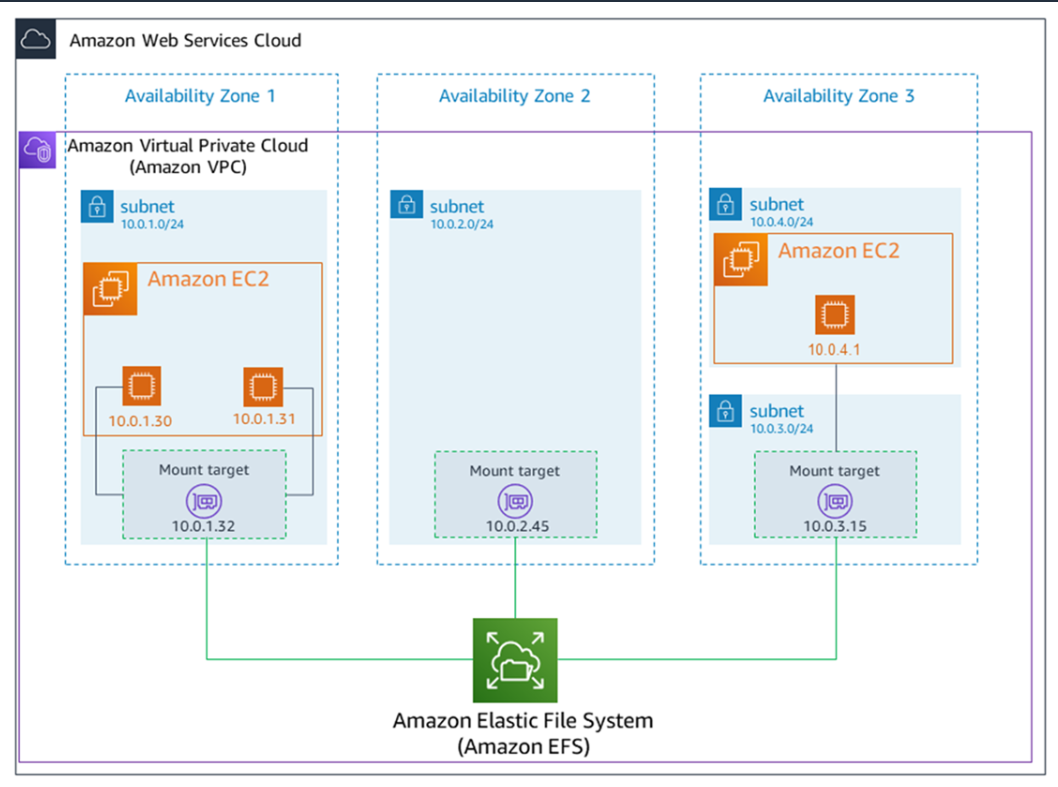 Amazon Web Services Cloud
Availability Zone 1
Availability Zone 2
Availability Zone 3
Amazon Virtual Private Cloud
(Amazon VPC)
subnet
10.0.1.0/24
Amazon EC2
10.0.1.30
10.0.1.31
Mount target
10.0.1.32
subnet
10.0.2.0/24
Mount target
10.0.2.45
subnet
10.0.4.0/24
Amazon EC2
10.0.4.1
subnet
10.0.3.0/24
Mount target
10.0.3.15
Amazon Elastic File System
(Amazon EFS)